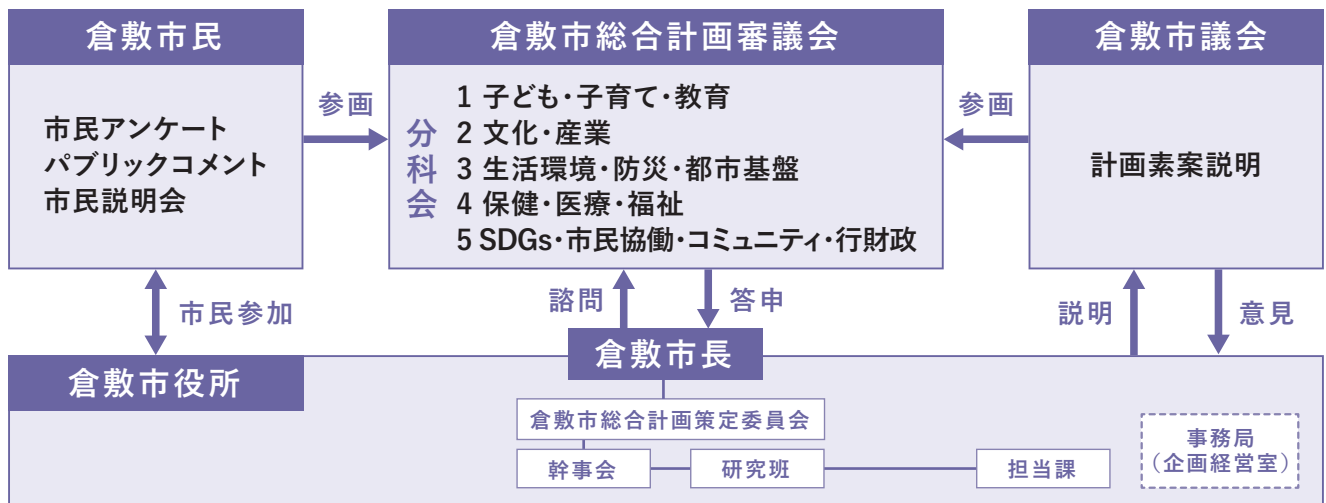 倉敷市民
市民アンケート
パブリックコメント
市民説明会
参画
倉敷市総合計画審議会
分科会
1 子ども・子育て・教育
2 文化・産業
3 生活環境・防災・都市基盤
4 保健・医療・福祉
5 SDGs・市民協働・コミュニティ・行財政
参画
倉敷市議会
計画素案説明
市民参加
諮問
答申
説明
意見
倉敷市役所
倉敷市長
倉敷市総合計画策定委員会
幹事会
研究班
担当課
事務局
（企画経営室）